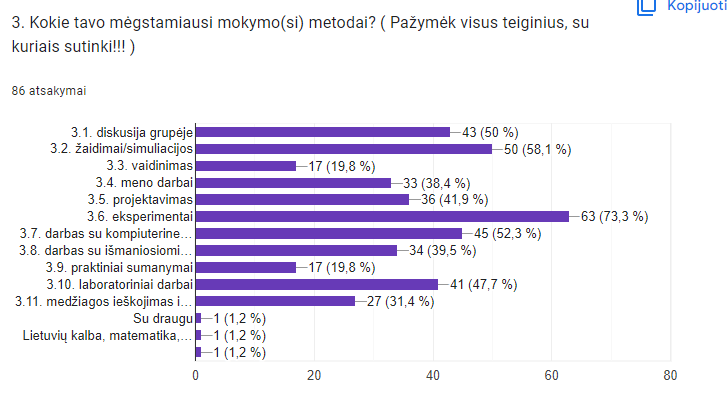 Kopijuoti
3. Kokie tavo mėgstamiausi mokymo(si) metodai? ( Pažymėk visus teiginius, su
kuriais sutinki!!! )
86 atsakymai
3.1. diskusija grupėje 43 (50 %)
3.2. žaidimai/simuliacijos 50 (58,1 %)
3.3. vaidinimas 17 (19,8 %)
3.4. meno darbai 33 (38,4 %)
3.5. projektavimas 36 (41,9 %)
3.6. eksperimentai 63 (73,3 %)
3.7. darbas su kompiuterine… 45 (52,3 %)
3.8. darbas su išmaniosiomi… 34 (39,5 %)
3.9. praktiniai sumanymai 17 (19,8 %)
3.10. laboratoriniai darbai 41 (47,7 %)
3.11. medžiagos ieškojimas i… 27 (31,4 %)
Su draugu 1 (1,2 %)
Lietuvių kalba, matematika,… 1 (1,2 %)
1 (1,2 %)
0 20 40 60 80